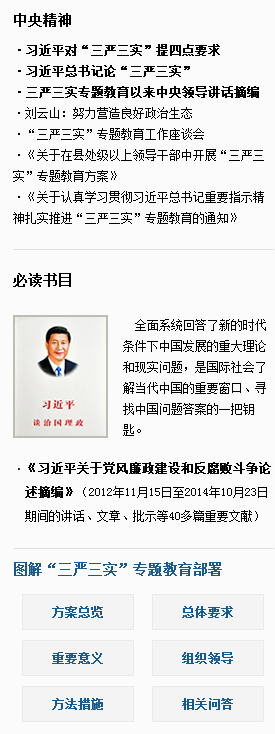 中央精神
·习近平对“三严三实”提四点要求
·习近平总书记论“三严三实”
·三严三实专题教育以来中央领导讲话摘编
·刘云山：努力营造良好政治生态
·“三严三实”专题教育工作座谈会
·《关于在县处级以上领导干部中开展“三严三
实”专题教育方案》
·《关于认真学习贯彻习近平总书记重要指示精
神扎实推进“三严三实”专题教育的通知》
必读书目
习近平
谈治国理政
全面系统回答了新的时代
条件下中国发展的重大理论
和现实问题，是国际社会了
解当代中国的重要窗口、寻
找中国问题答案的一把钥
匙。
·《习近平关于党风廉政建设和反腐败斗争论
述摘编》（2012年11月15日至2014年10月23日
期间的讲话、文章、批示等40多篇重要文献）
图解“三严三实”专题教育部署
方案总览 总体要求
重要意义 组织领导
方法措施 相关问答